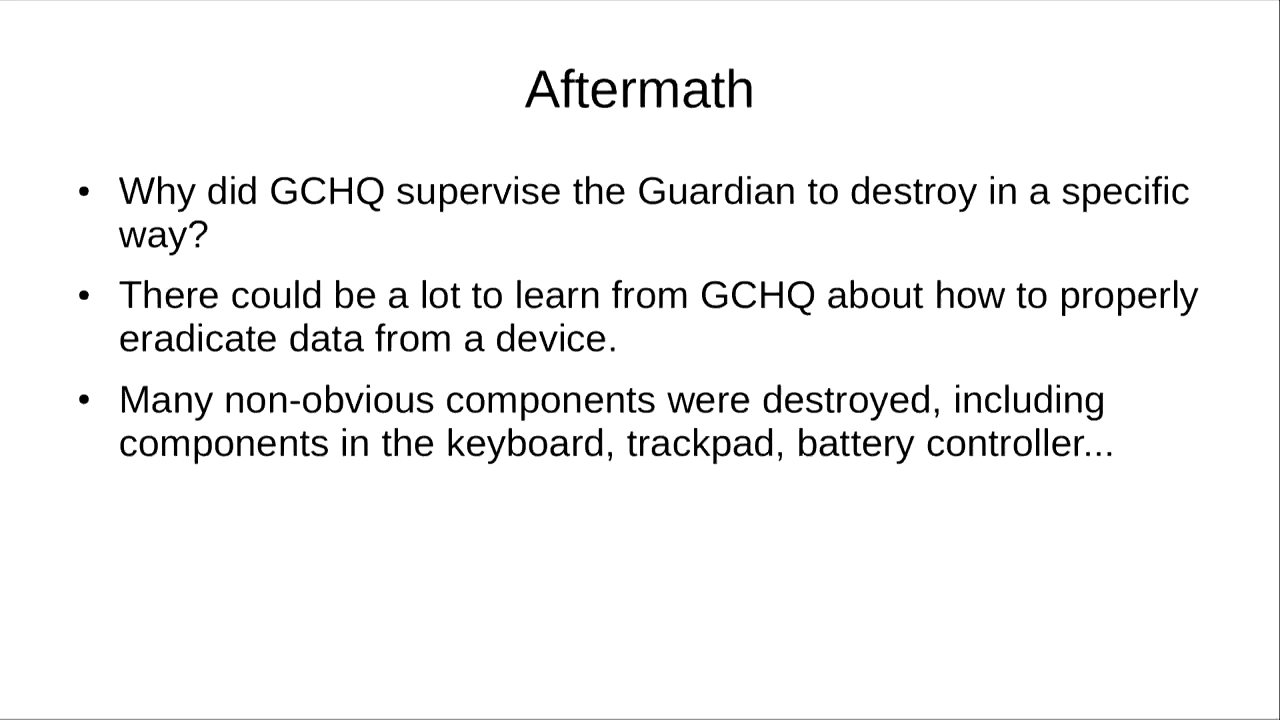 Aftermath
• Why did GCHQ supervise the Guardian to destroy in a specific
way?
• There could be a lot to learn from GCHQ about how to properly
eradicate data from a device.
• Many non-obvious components were destroyed, including
components in the keyboard, trackpad, battery controller...